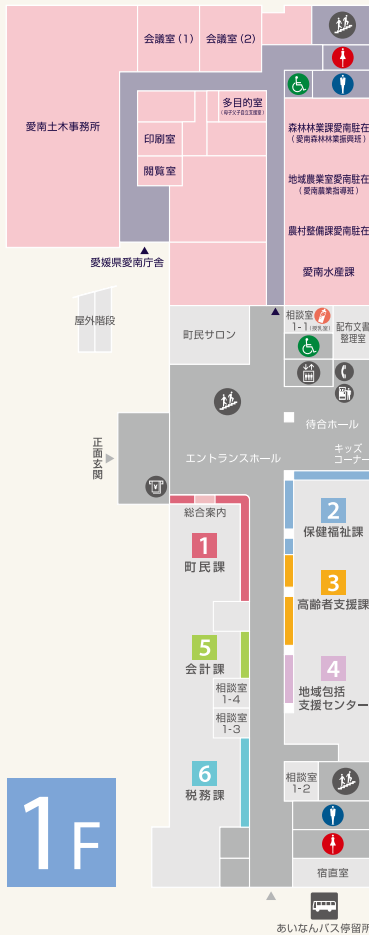 会議室(1)
会議室(2)
愛南土木事務所
多目的室
印刷室
閲覧室
森林林業課愛南駐在
(愛南森林林業振興班)
地域農業室愛南駐在
(愛南農業指導班)
農村整備課愛南駐在
愛南水産課
愛媛県愛南庁舎
屋外階段
町民サロン
相談室
1-1(授乳室)
配布文書
整理室
待合ホール
キッズ
コーナー
エントランスホール
正面玄関
総合案内
1
町民課
2
保健福祉課
3
高齢者支援課
4
地域包括
支援センター
5
会計課
相談室
1-4
相談室
1-3
6
税務課
相談室
1-2
宿直室
1F
あいなんバス停留所